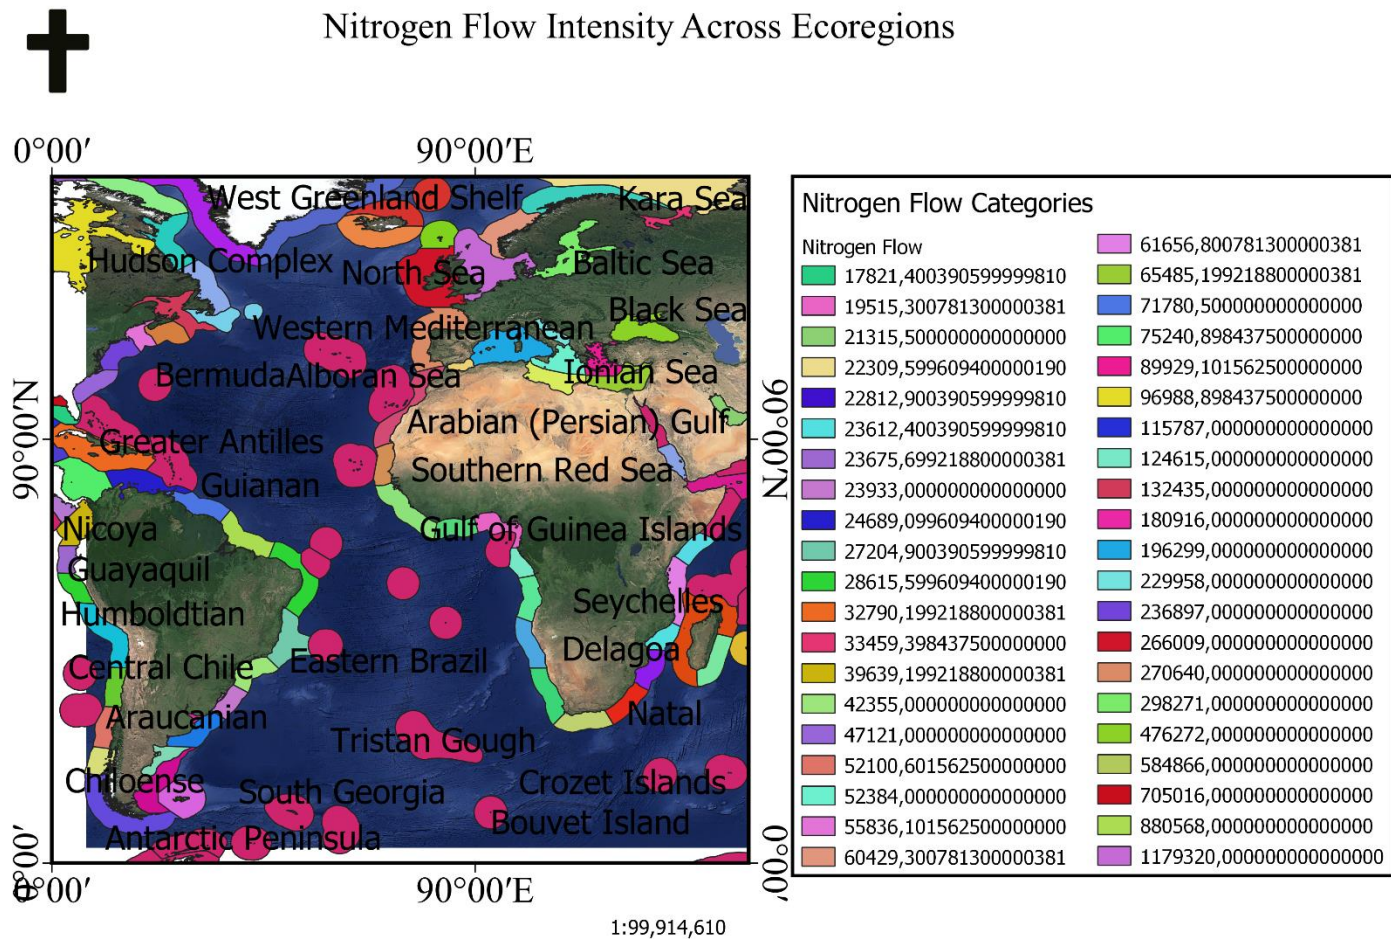 Nitrogen Flow Intensity Across Ecoregions
0°00'
90°00'E
West Greenland Shelf
Kara Sea
Hudson Complex
North Sea
Baltic Sea
Black Sea
Western Mediterranean
Bermuda
Alboran Sea
Ionian Sea
90°00'N
Arabian (Persian) Gulf
90°00'N
Greater Antilles
Southern Red Sea
Guianan
Nicoya
Gulf of Guinea Islands
Guayaquil
Humboldtian
Seychelles
Delagoa
Eastern Brazil
Central Chile
Araucanian
Natal
Tristan Gough
Chiloense
South Georgia
Crozet Islands
Bouvet Island
Antarctic Peninsula
0°00'
0°00'
0°00'
90°00'E
1:99,914,610
Nitrogen Flow Categories
Nitrogen Flow
17821,400390599999810
19515,300781300000381
21315,500000000000000
22309,599609400000190
22812,900390599999810
23612,400390599999810
23675,699218800000381
23933,000000000000000
24689,099609400000190
27204,900390599999810
28615,599609400000190
32790,199218800000381
33459,398437500000000
39639,199218800000381
42355,000000000000000
47121,000000000000000
52100,601562500000000
52384,000000000000000
55836,101562500000000
60429,300781300000381
61656,800781300000381
65485,199218800000381
71780,500000000000000
75240,898437500000000
89929,101562500000000
96988,898437500000000
115787,000000000000000
124615,000000000000000
132435,000000000000000
180916,000000000000000
196299,000000000000000
229958,000000000000000
236897,000000000000000
266009,000000000000000
270640,000000000000000
298271,000000000000000
476272,000000000000000
584866,000000000000000
705016,000000000000000
880568,000000000000000
1179320,000000000000000